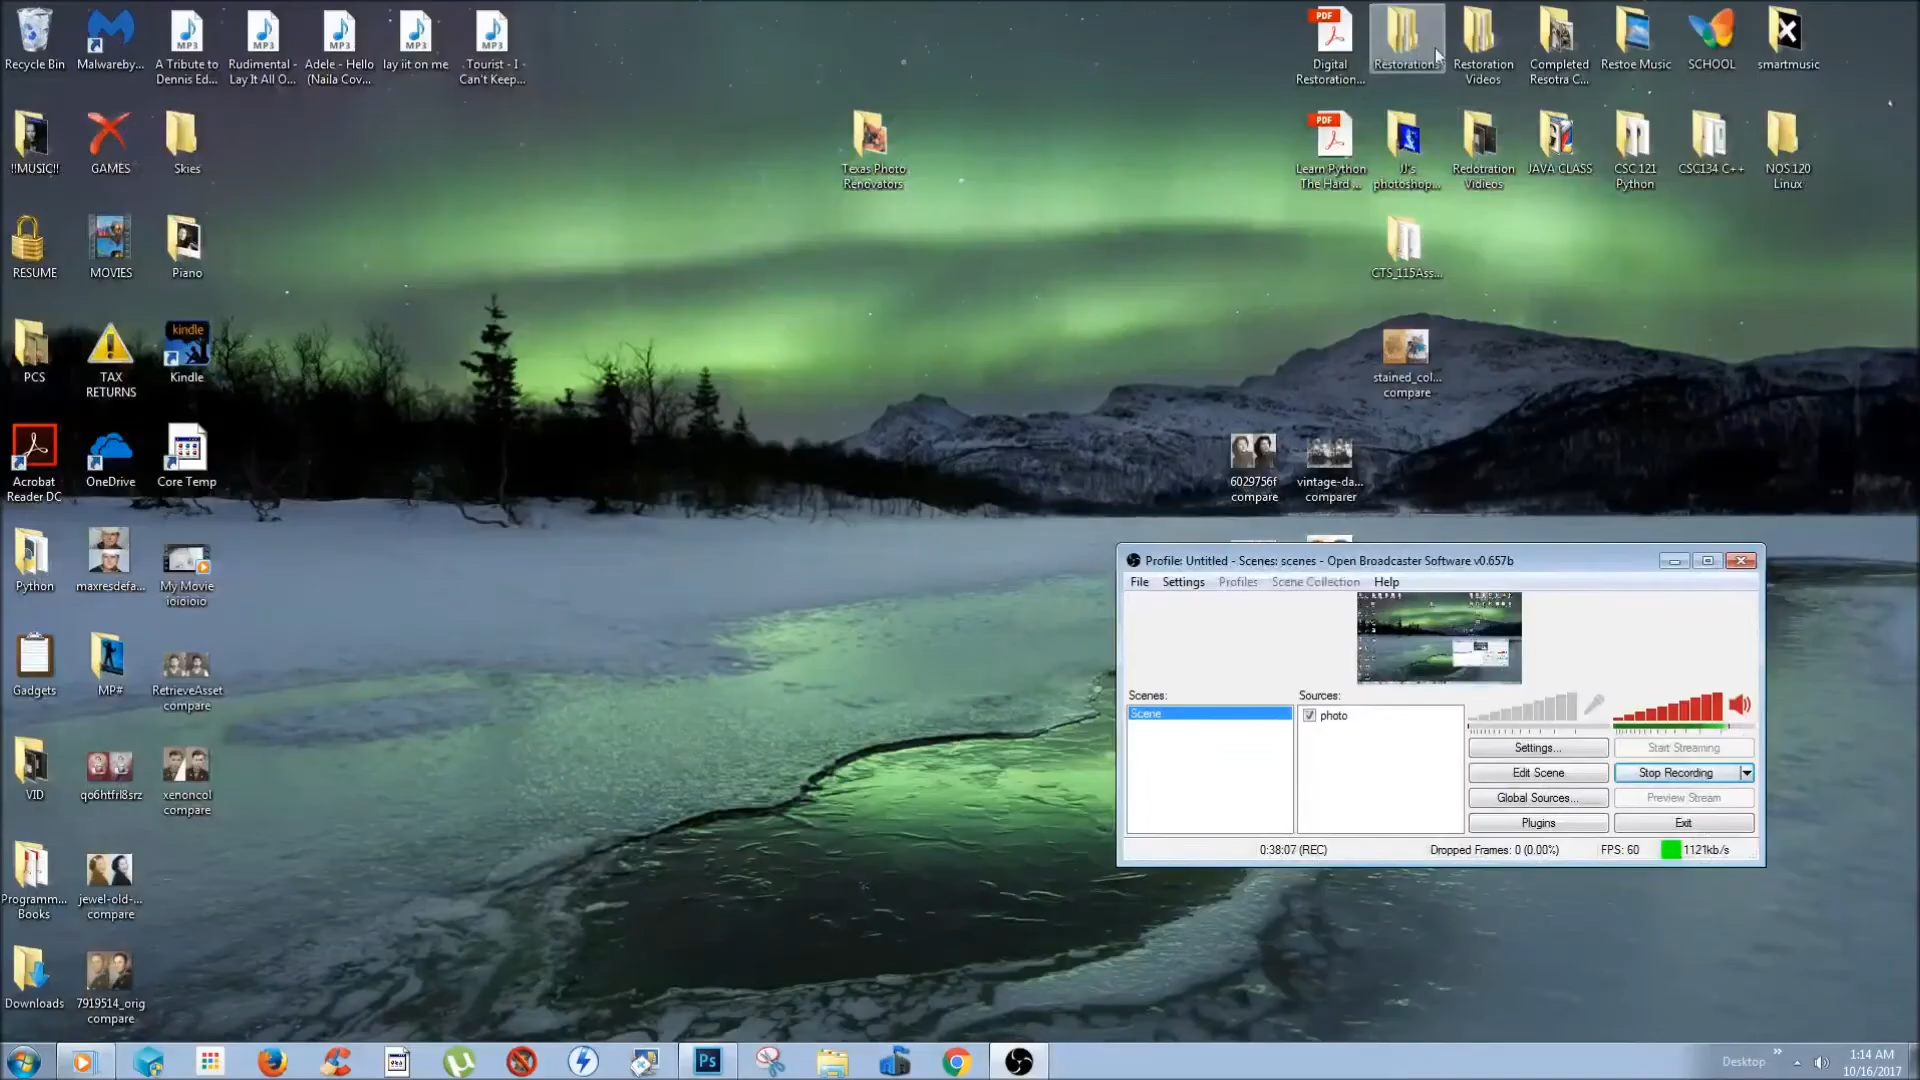 Recycle Bin
Malwareby...
A Tribute to
Dennis Ed...
Rudimental -
Lay It All O...
Adele - Hello
(Naila Cov...
lay iit on me
Tourist - I
Can't Keep...
PDF
Digital
Restoration...
Restorations
Restoration
Videos
Completed
Resotra C...
Restoe Music
SCHOOL
smartmusic
!!MUSIC!!
GAMES
Skies
Texas Photo
Renovators
PDF
Learn Python
The Hard ...
JJ's
photoshop...
Redotration
Vidieos
JAVA CLASS
CSC 121
Python
CSC134 C++
NOS 120
Linux
RESUME
MOVIES
Piano
CTS_115Ass...
PCS
TAX
RETURNS
kindle
Kindle
stained_col...
compare
Acrobat
Reader DC
OneDrive
Core Temp
6029756f
compare
vintage-da...
comparer
Python
maxresdefa...
My Movie
ioioioio
Gadgets
MP#
RetrieveAsset
compare
VID
qo6htfrl8srz
xenoncol
compare
Programm...
Books
jewel-old-...
compare
Downloads
7919514_orig
compare
Profile: Untitled - Scenes: scenes - Open Broadcaster Software v0.657b
File Settings Profiles Scene Collection Help
Scenes:
Scene
Sources:
photo
Settings...
Start Streaming
Edit Scene
Stop Recording
Global Sources...
Preview Stream
Plugins
Exit
0:38:07 (REC)
Dropped Frames: 0 (0.00%)
FPS: 60
1121kb/s
Ps
Desktop
1:14 AM
10/16/2017